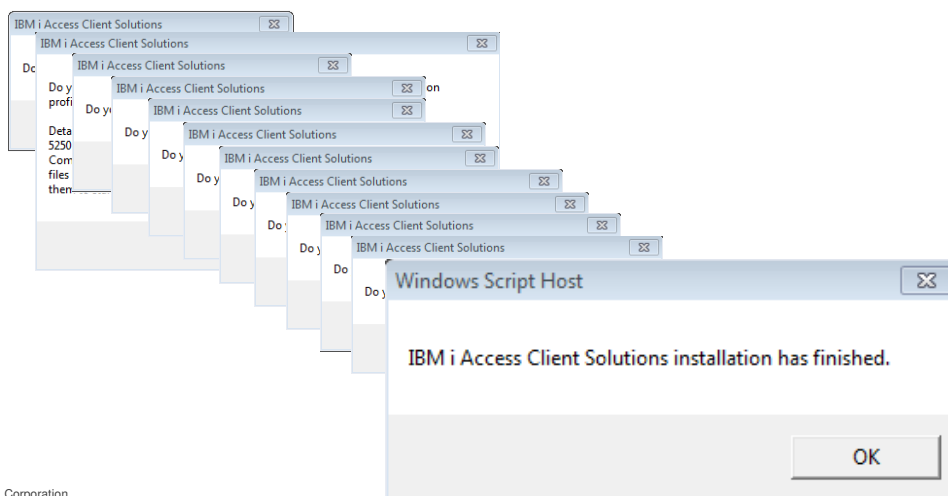 IBM i Access Client Solutions
IBM i Access Client Solutions
IBM i Access Client Solutions
Do
Do y
on
IBM i Access Client Solutions
profi
Do yo
IBM i Access Client Solutions
Deta
Do y
IBM i Access Client Solutions
5250
Com
Do y
IBM i Access Client Solutions
files
then
Do y
IBM i Access Client Solutions
Do y
IBM i Access Client Solutions
Do
IBM i Access Client Solutions
Do y
IBM i Access Client Solutions
Do
Do y
Windows Script Host
IBM i Access Client Solutions installation has finished.
OK
Corporation